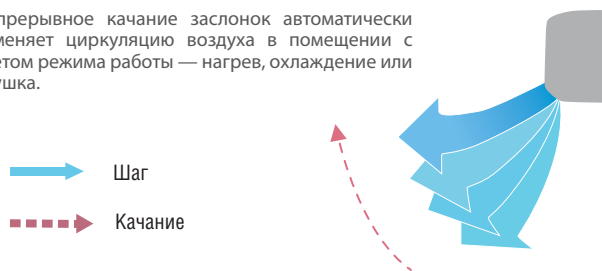 прерывное качание заслонок автоматически
меняет циркуляцию воздуха в помещении с
етом режима работы — нагрев, охлаждение или
ушка.
Шаг
Качание